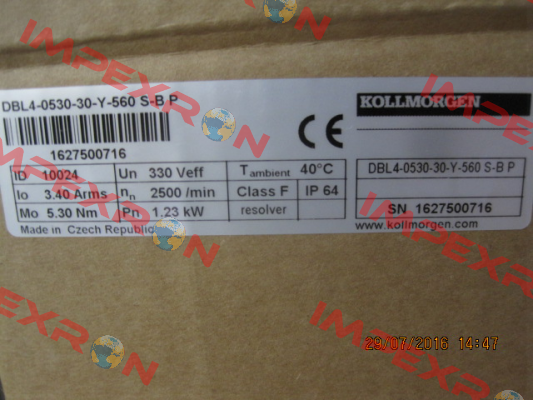 DBL4-0530-30-Y-560 S-B P
1627500716
ID 10024 Un 330 Veff Tambient 40°C
Io 3.40 Arms nn 2500 /min Class F IP 64
Mo 5.30 Nm Pn 1.23 kW resolver
Made in Czech Republic
CE
KOLLMORGEN
DBL4-0530-30-Y-560 S-B P
SN 1627500716
www.kollmorgen.com
IMPEXRON
IMPEXRON
IMPEXRON
IMPEXRON
29/07/2016 14:47